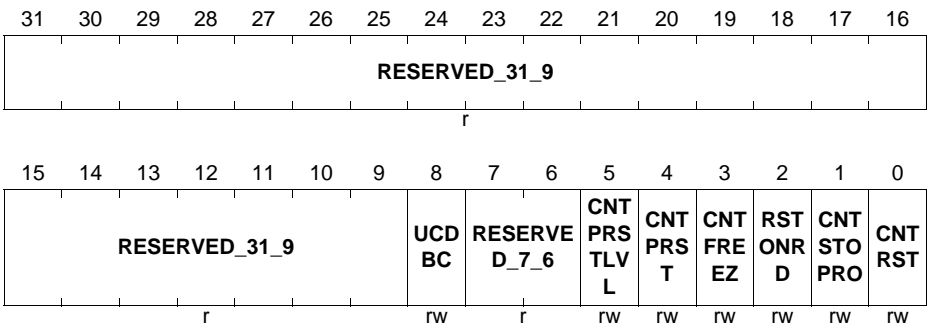 31 30 29 28 27 26 25 24 23 22 21 20 19 18 17 16
RESERVED_31_9
r
15 14 13 12 11 10 9 8 7 6 5 4 3 2 1 0
RESERVED_31_9
UCD
BC
RESERVE
D_7_6
CNT
PRS
TLV
L
CNT
PRS
T
CNT
FRE
EZ
RST
ONR
D
CNT
STO
PRO
CNT
RST
r rw r rw rw rw rw rw rw